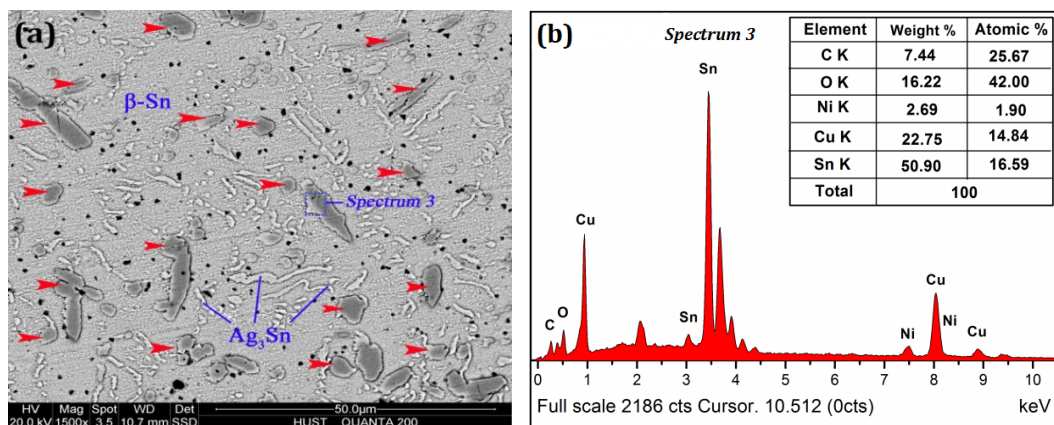 (a)
β-Sn
Spectrum 3
Ag3Sn
HV Mag Spot WD Det
20.0 kV 1500x 3.5 10.7 mm SSD
50.0µm
HUST QUANTA 200
(b)
Spectrum 3
Element Weight % Atomic %
C K 7.44 25.67
O K 16.22 42.00
Ni K 2.69 1.90
Cu K 22.75 14.84
Sn K 50.90 16.59
Total 100
Sn
Cu
Cu
C O Sn Ni Ni Cu
0 1 2 3 4 5 6 7 8 9 10
Full scale 2186 cts Cursor. 10.512 (0cts) keV